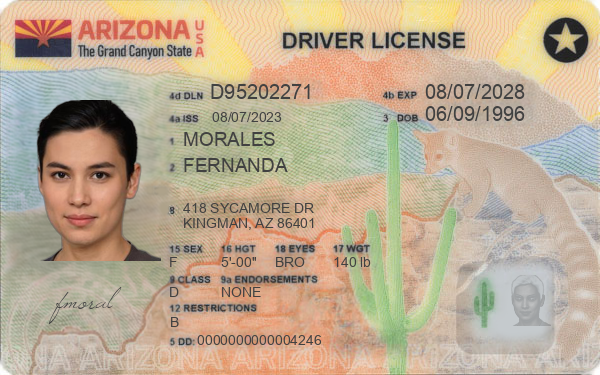 ARIZONA USA
The Grand Canyon State
DRIVER LICENSE
4d DLN D95202271
4b EXP 08/07/2028
4a ISS 08/07/2023
3 DOB 06/09/1996
1 MORALES
2 FERNANDA
8 418 SYCAMORE DR
KINGMAN, AZ 86401
15 SEX 16 HGT 18 EYES 17 WGT
F 5'-00" BRO 140 lb
9 CLASS 9a ENDORSEMENTS
D NONE
12 RESTRICTIONS
B
fmoral
5 DD: 0000000000004246
ARIZONA ARIZONA ARIZONA ARIZONA